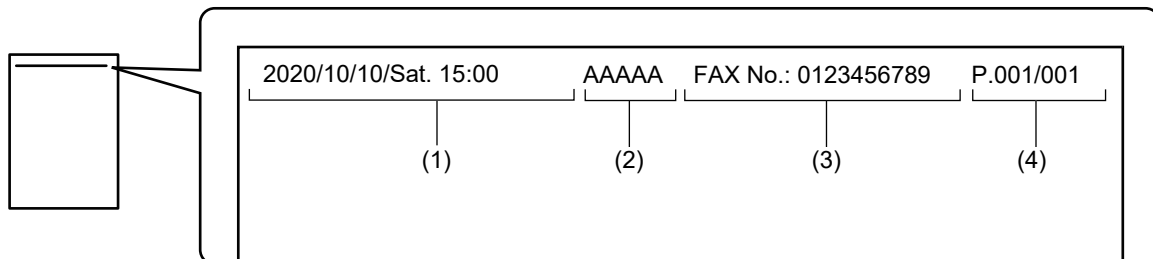 2020/10/10/Sat. 15:00 AAAAA FAX No.: 0123456789 P.001/001
(1) (2) (3) (4)